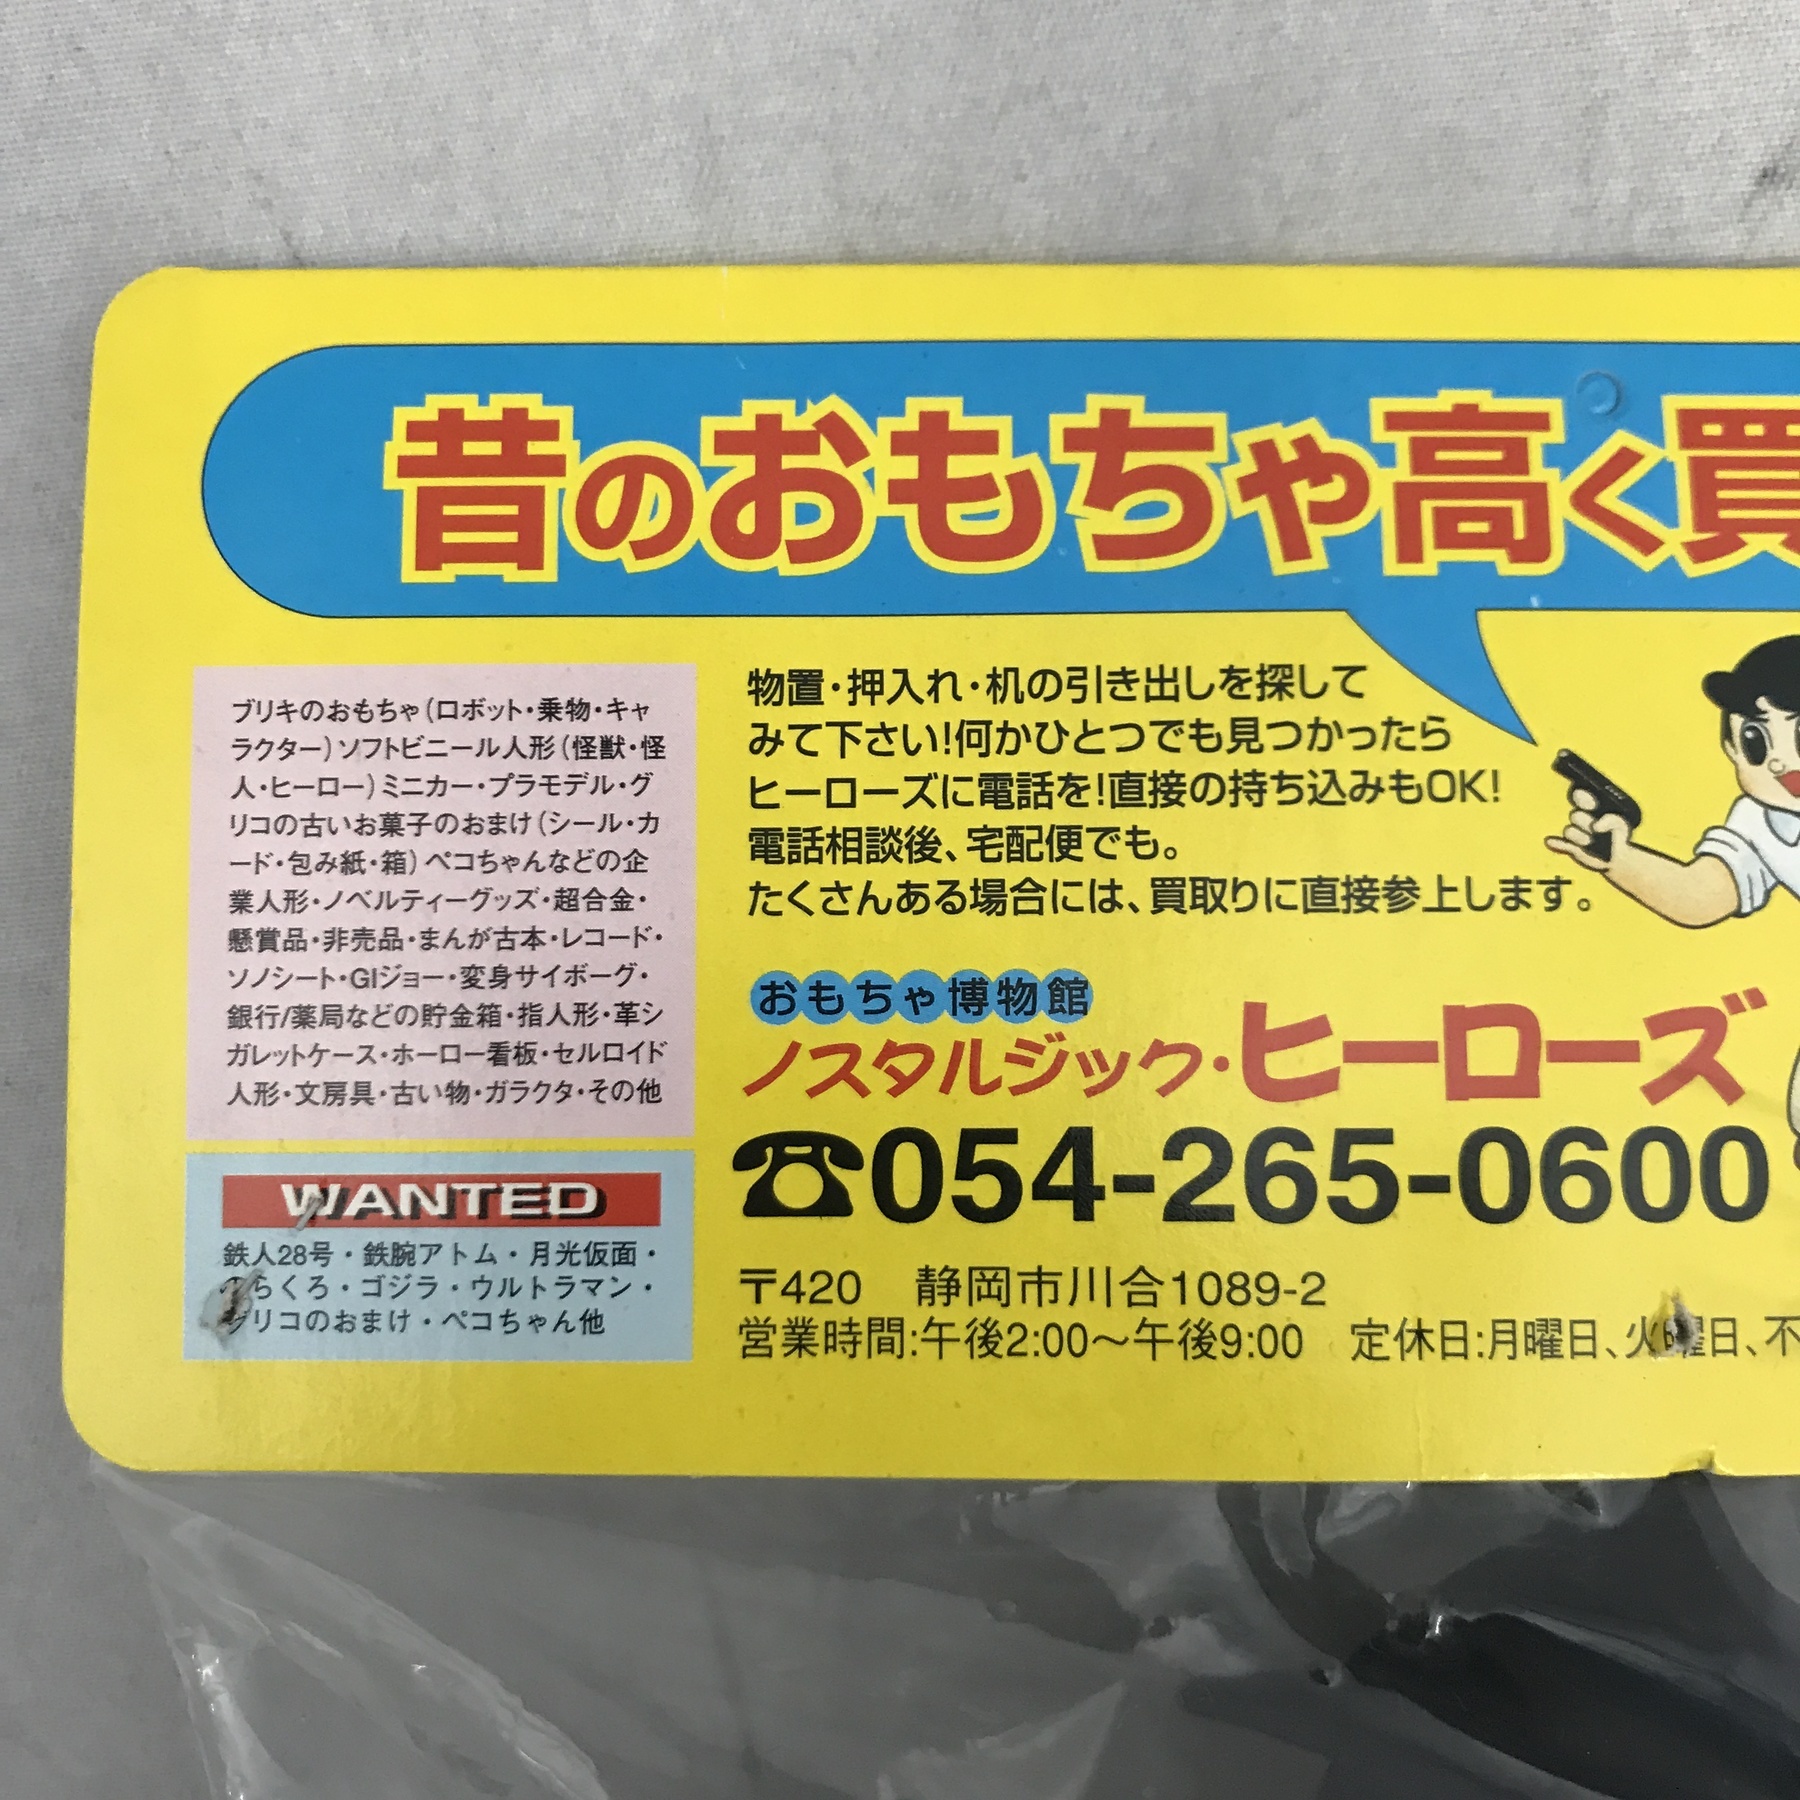 昔のおもちゃ高く買
ブリキのおもちゃ(ロボット・乗物・キャ
ラクター)ソフトビニール人形(怪獣・怪
人・ヒーロー)ミニカー・プラモデル・グ
リコの古いお菓子のおまけ(シール・カ
ード・包み紙・箱)ペコちゃんなどの企
業人形・ノベルティーグッズ・超合金・
懸賞品・非売品・まんが古本・レコード・
ソノシート・GIジョー・変身サイボーグ・
銀行/薬局などの貯金箱・指人形・革シ
ガレットケース・ホーロー看板・セルロイド
人形・文房具・古い物・ガラクタ・その他
WANTED
鉄人28号・鉄腕アトム・月光仮面・
のらくろ・ゴジラ・ウルトラマン・
グリコのおまけ・ペコちゃん他
物置・押入れ・机の引き出しを探して
みて下さい!何かひとつでも見つかったら
ヒーローズに電話を!直接の持ち込みもOK!
電話相談後、宅配便でも。
たくさんある場合には、買取りに直接参上します。
おもちゃ博物館
ノスタルジック・ヒーローズ
☎054-265-0600
〒420 静岡市川合1089-2
営業時間:午後2:00〜午後9:00 定休日:月曜日、火曜日、不